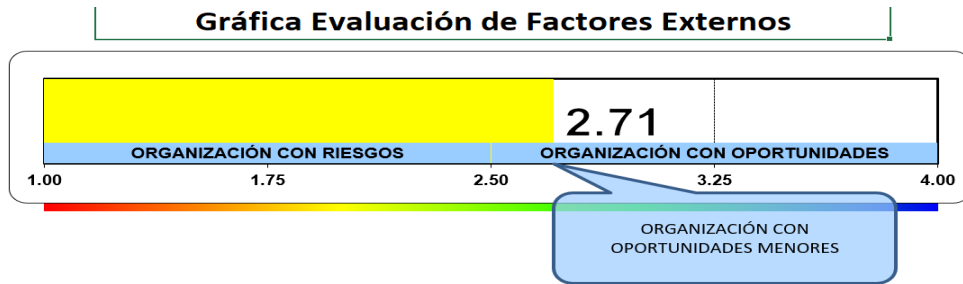 Gráfica Evaluación de Factores Externos
2.71
ORGANIZACIÓN CON RIESGOS
ORGANIZACIÓN CON OPORTUNIDADES
1.00
1.75
2.50
3.25
4.00
ORGANIZACIÓN CON
OPORTUNIDADES MENORES